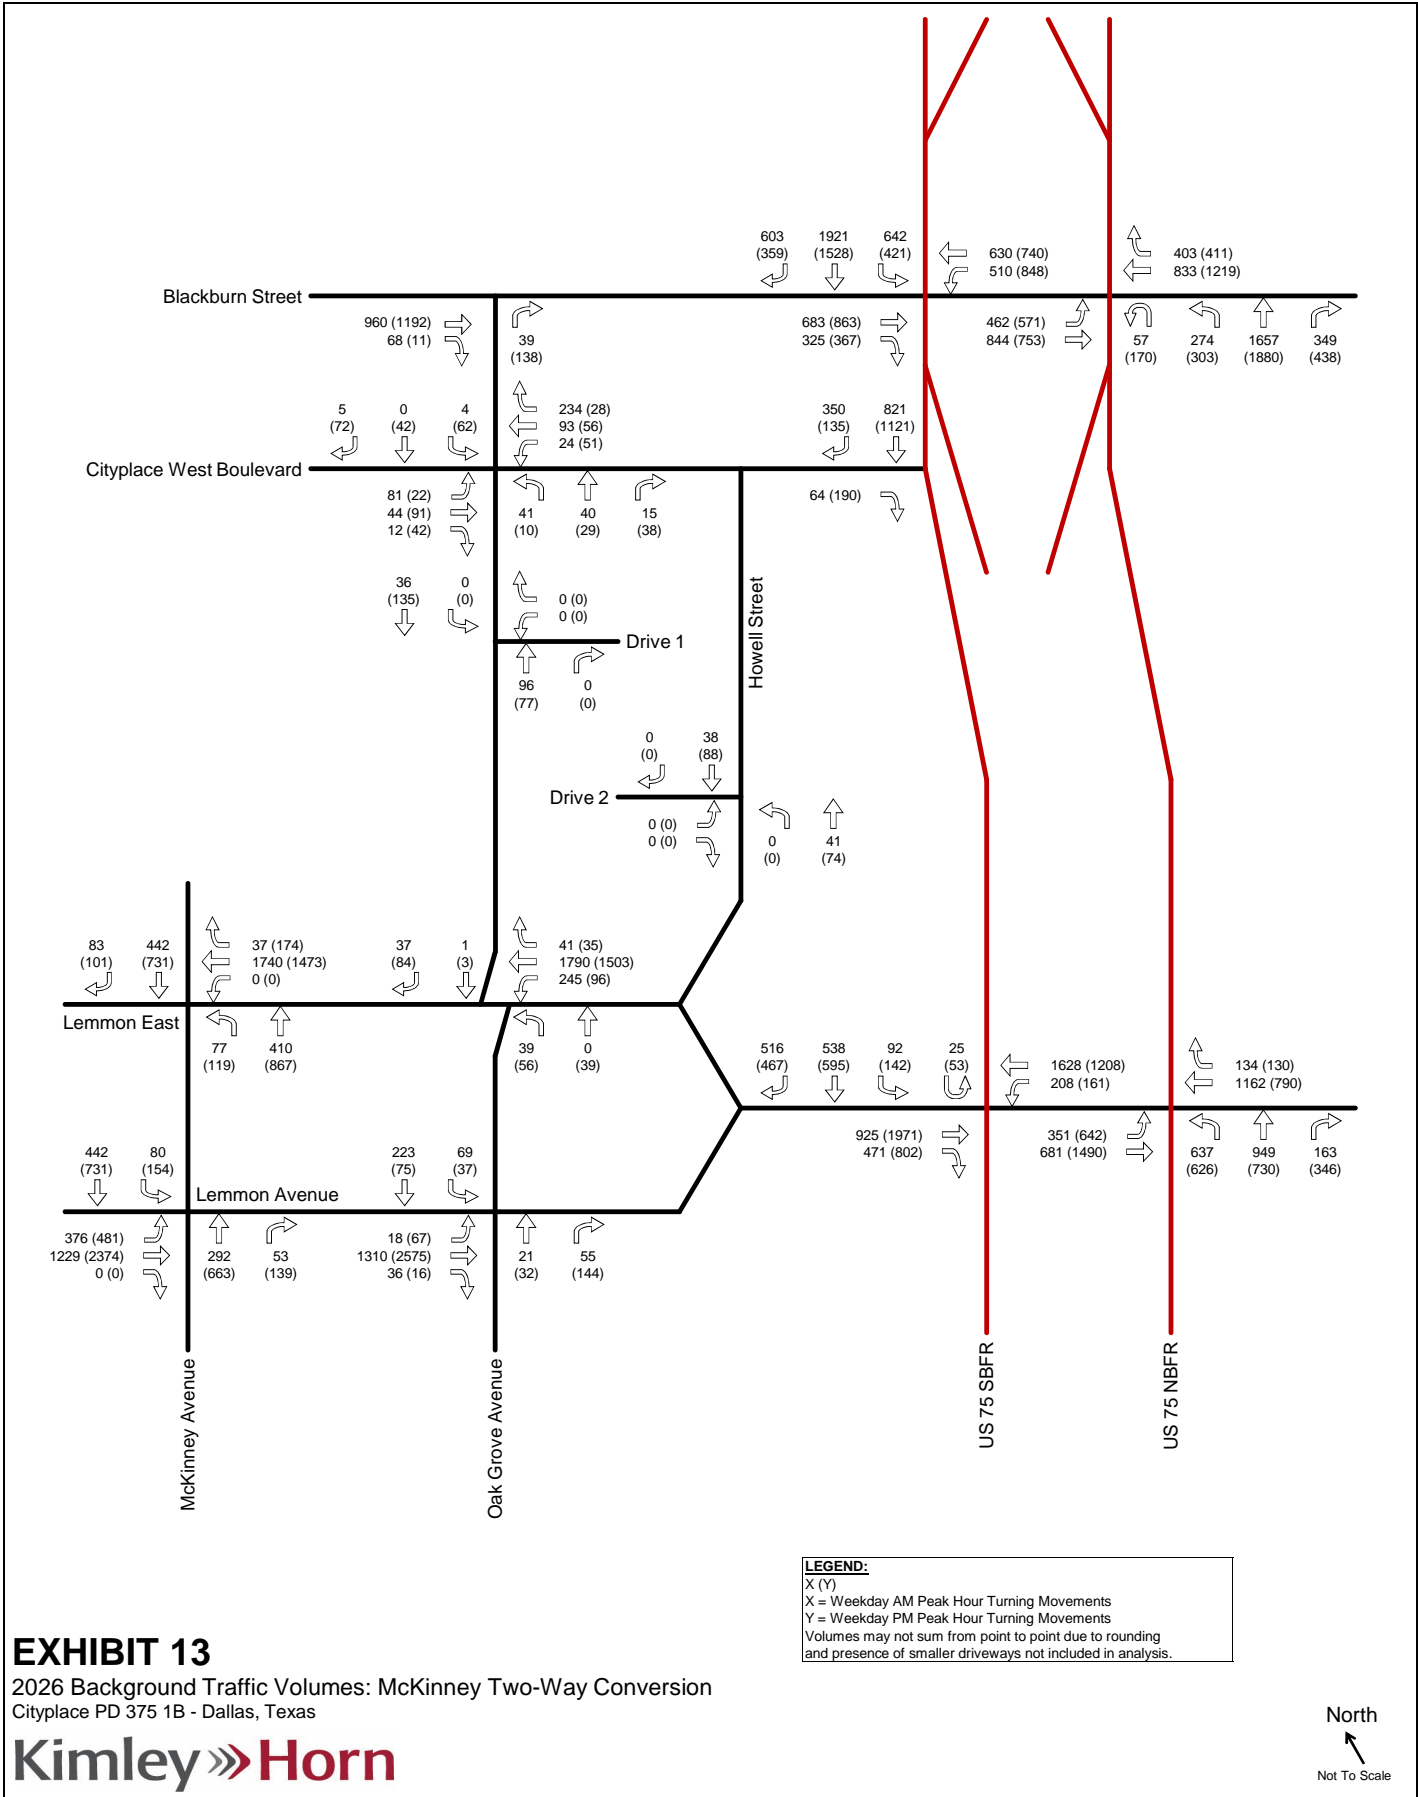 603 1921 642
(359) (1528) (421)
630 (740)
510 (848)
403 (411)
833 (1219)
Blackburn Street
960 (1192)
68 (11)
39
(138)
683 (863)
325 (367)
462 (571)
844 (753)
57 274 1657 349
(170) (303) (1880) (438)
5 0 4
(72) (42) (62)
234 (28)
93 (56)
24 (51)
350 821
(135) (1121)
Cityplace West Boulevard
81 (22)
44 (91)
12 (42)
41 40 15
(10) (29) (38)
64 (190)
36 0
(135) (0)
0 (0)
0 (0)
Drive 1
Howell Street
96 0
(77) (0)
0 38
(0) (88)
Drive 2
0 (0)
0 (0)
0 41
(0) (74)
83 442
(101) (731)
37 (174)
1740 (1473)
0 (0)
37 1
(84) (3)
41 (35)
1790 (1503)
245 (96)
Lemmon East
77 410
(119) (867)
39 0
(56) (39)
516 538 92 25
(467) (595) (142) (53)
1628 (1208)
208 (161)
134 (130)
1162 (790)
925 (1971)
471 (802)
351 (642)
681 (1490)
637 949 163
(626) (730) (346)
442 80
(731) (154)
223 69
(75) (37)
Lemmon Avenue
376 (481)
1229 (2374)
0 (0)
292 53
(663) (139)
18 (67)
1310 (2575)
36 (16)
21 55
(32) (144)
McKinney Avenue
Oak Grove Avenue
US 75 SBFR
US 75 NBFR
LEGEND:
X (Y)
X = Weekday AM Peak Hour Turning Movements
Y = Weekday PM Peak Hour Turning Movements
Volumes may not sum from point to point due to rounding
and presence of smaller driveways not included in analysis.
EXHIBIT 13
2026 Background Traffic Volumes: McKinney Two-Way Conversion
Cityplace PD 375 1B - Dallas, Texas
Kimley»Horn
North
Not To Scale